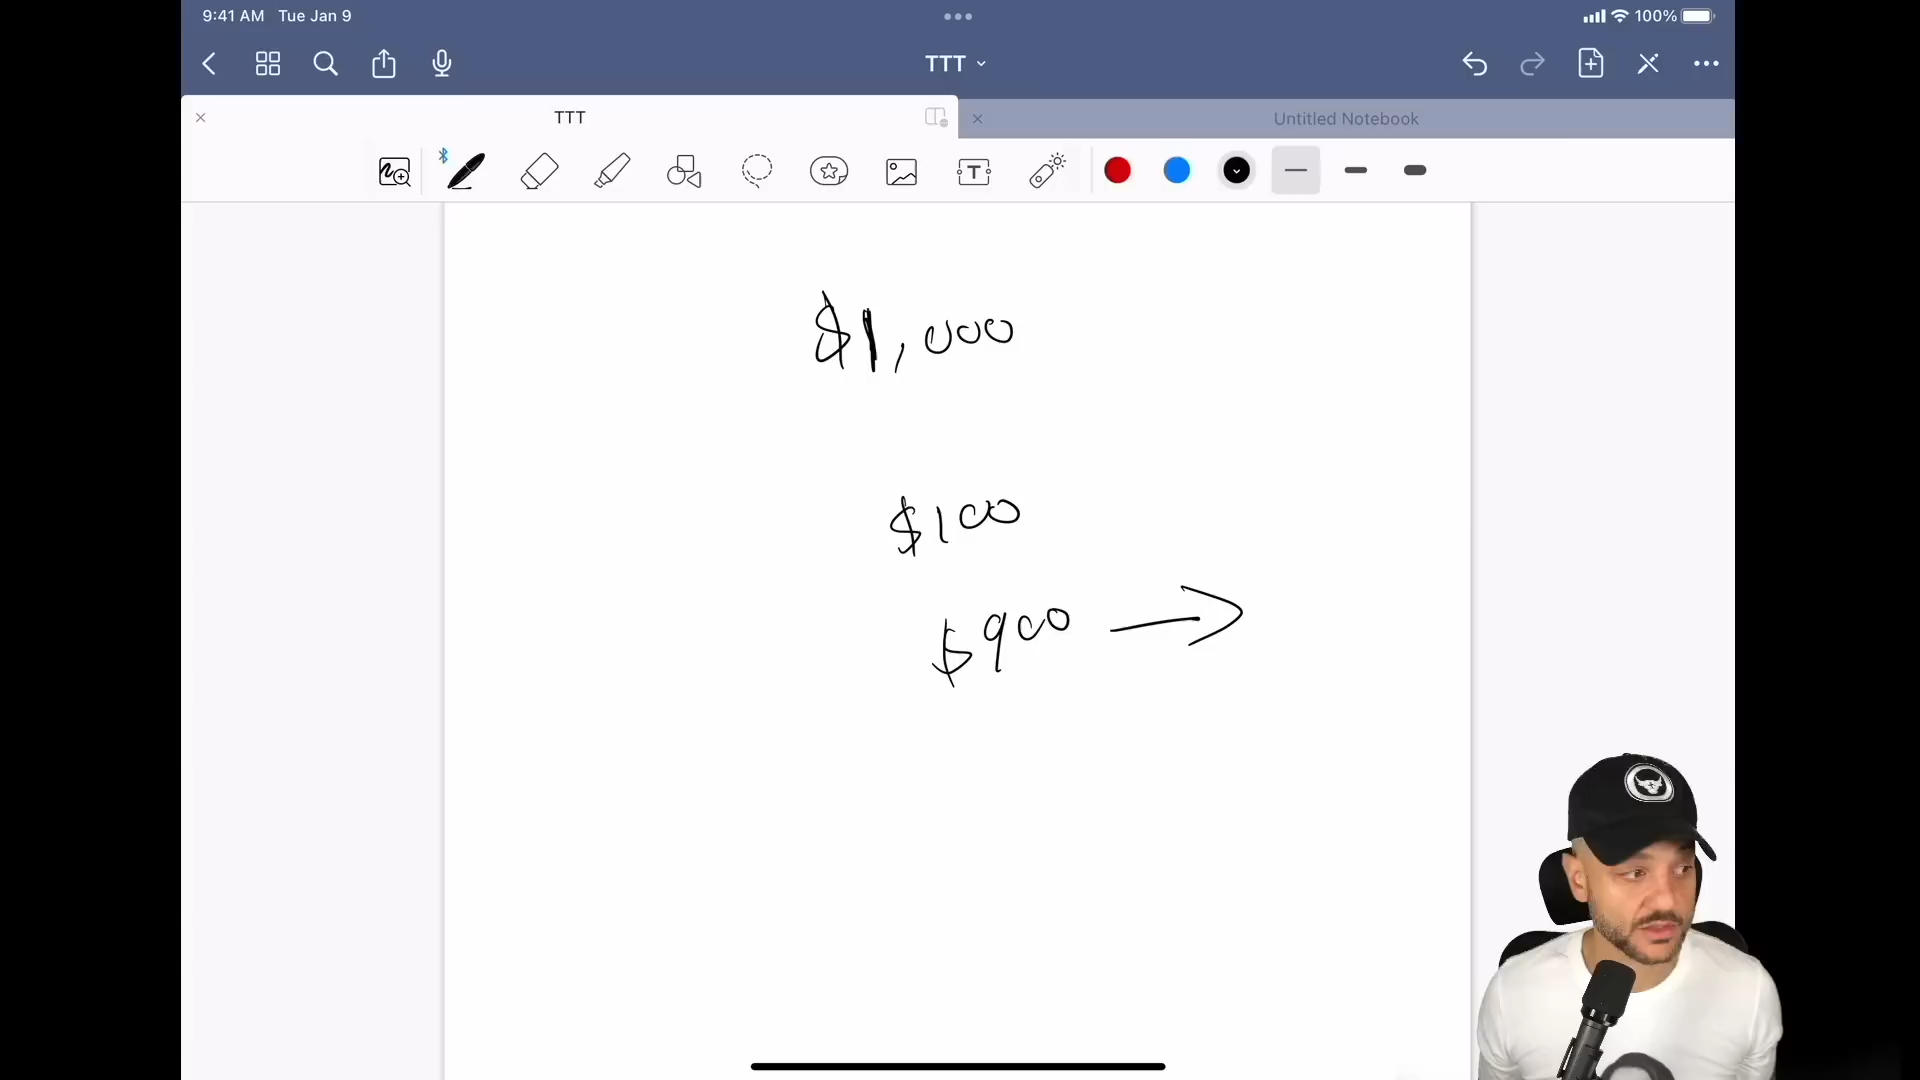 9:41 AM Tue Jan 9
100%
TTT
TTT
Untitled Notebook
T
$1,000
$100
$900 →